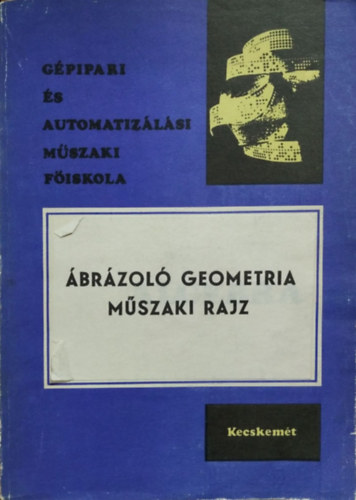 GÉPIPARI
ÉS
AUTOMATIZÁLÁSI
MŰSZAKI
FŐISKOLA
ÁBRÁZOLÓ GEOMETRIA
MŰSZAKI RAJZ
Kecskemét